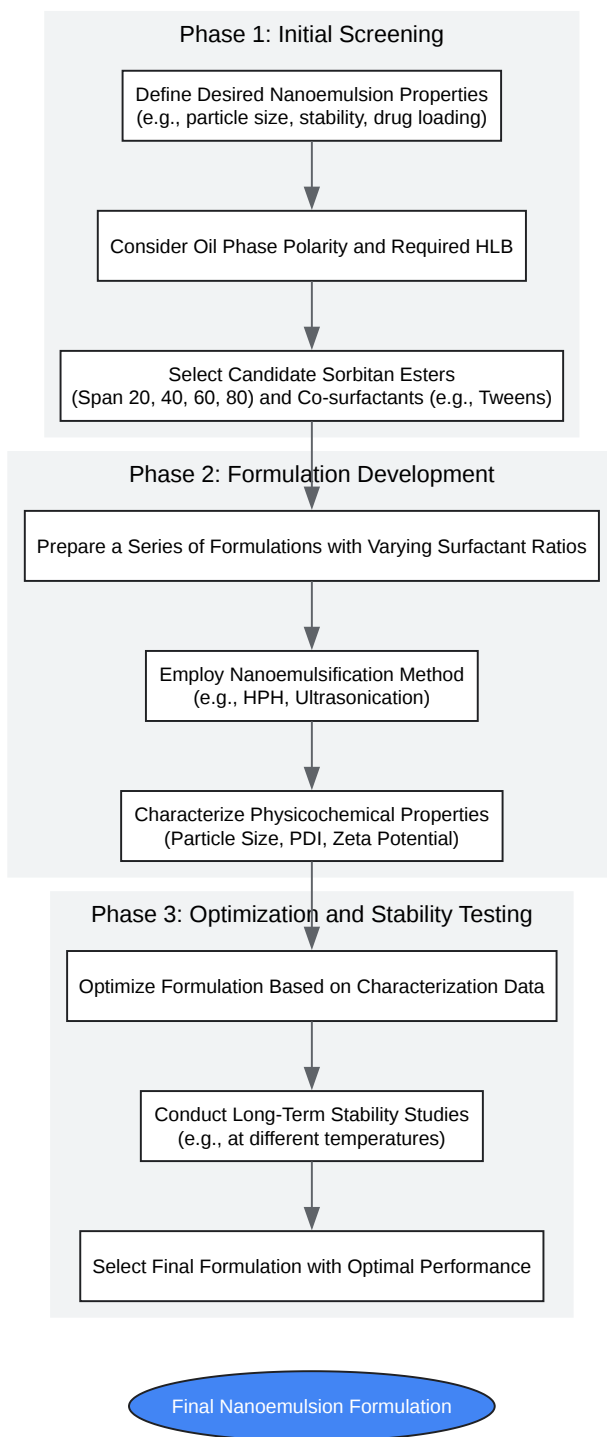 Phase 1: Initial Screening
Define Desired Nanoemulsion Properties
(e.g., particle size, stability, drug loading)
Consider Oil Phase Polarity and Required HLB
Select Candidate Sorbitan Esters
(Span 20, 40, 60, 80) and Co-surfactants (e.g., Tweens)
Phase 2: Formulation Development
Prepare a Series of Formulations with Varying Surfactant Ratios
Employ Nanoemulsification Method
(e.g., HPH, Ultrasonication)
Characterize Physicochemical Properties
(Particle Size, PDI, Zeta Potential)
Phase 3: Optimization and Stability Testing
Optimize Formulation Based on Characterization Data
Conduct Long-Term Stability Studies
(e.g., at different temperatures)
Select Final Formulation with Optimal Performance
Final Nanoemulsion Formulation